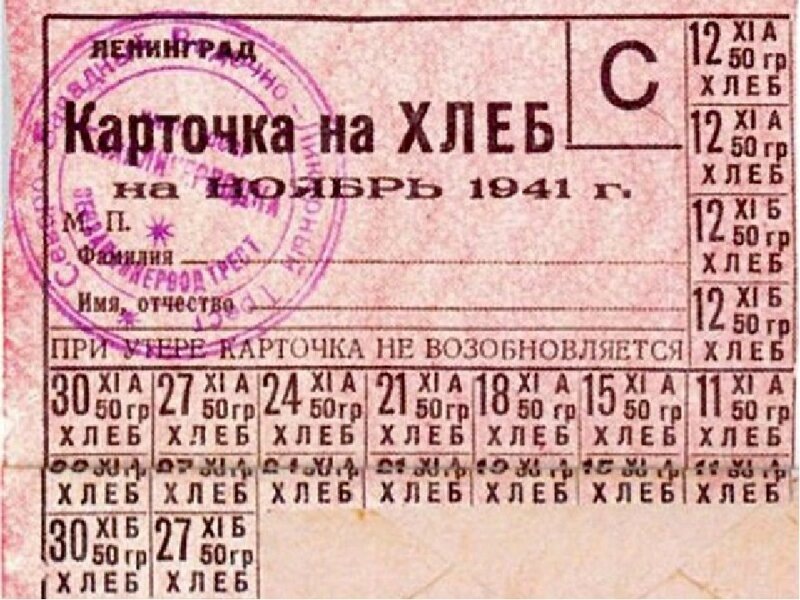 ЛЕНИНГРАД
С
Карточка на ХЛЕБ
на НОЯБРЬ 1941 г.
М. П.
Фамилия
Имя, отчество
ПРИ УТЕРЕ КАРТОЧКА НЕ ВОЗОБНОВЛЯЕТСЯ
12 XI А 50 гр
ХЛЕБ
12 XI А 50 гр
ХЛЕБ
12 XI Б 50 гр
ХЛЕБ
12 XI Б 50 гр
ХЛЕБ
30 XI А 50 гр 27 XI А 50 гр 24 XI А 50 гр 21 XI А 50 гр 18 XI А 50 гр 15 XI А 50 гр 11 XI А 50 гр
ХЛЕБ ХЛЕБ ХЛЕБ ХЛЕБ ХЛЕБ ХЛЕБ ХЛЕБ
ХЛЕБ ХЛЕБ ХЛЕБ ХЛЕБ ХЛЕБ ХЛЕБ ХЛЕБ
30 XI Б 50 гр 27 XI Б 50 гр
ХЛЕБ ХЛЕБ